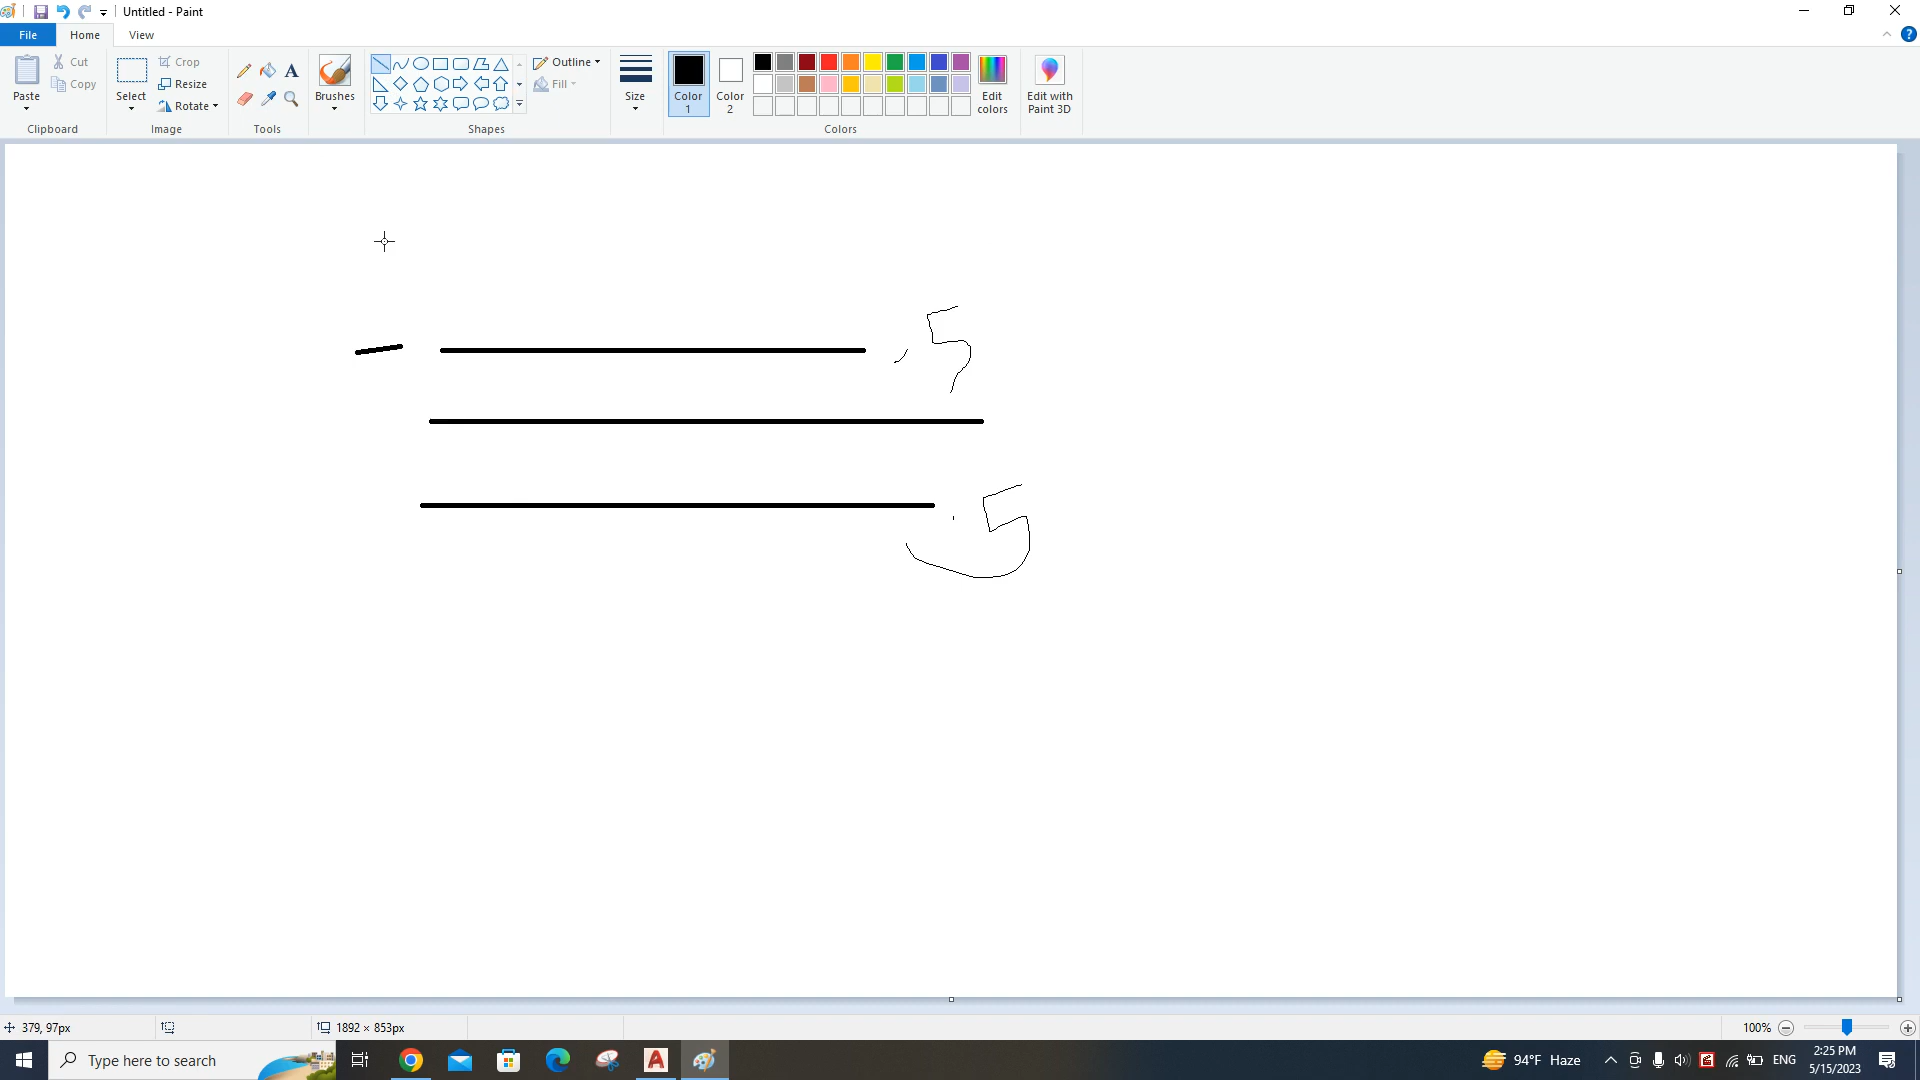 Untitled - Paint
File Home View
Paste
Cut
Copy
Clipboard
Select
Crop
Resize
Rotate
Image
A
Tools
Brushes
Shapes
Outline
Fill
Size
Color 1
Color 2
Edit colors
Colors
Edit with Paint 3D
.5
.5
379, 97px
1892 × 853px
100%
Type here to search
94°F Haze
ENG
2:25 PM
5/15/2023